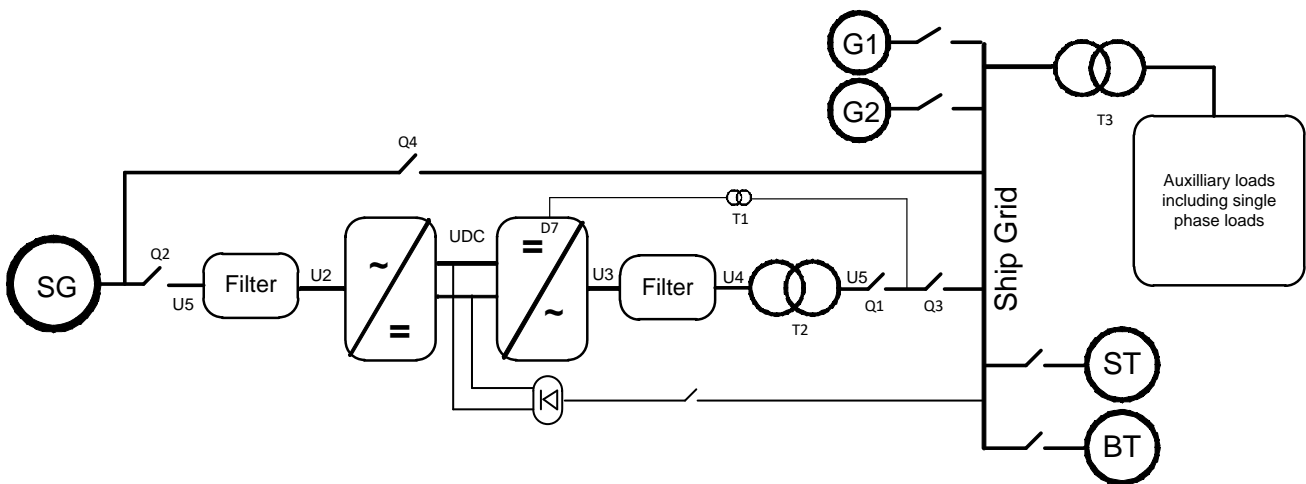 G1
G2
T3
Auxilliary loads
including single
phase loads
Q4
SG
Q2
U5
Filter
U2
~
=
UDC
D7
=
~
T1
U3
Filter
U4
T2
U5
Q1
Q3
Ship Grid
ST
BT